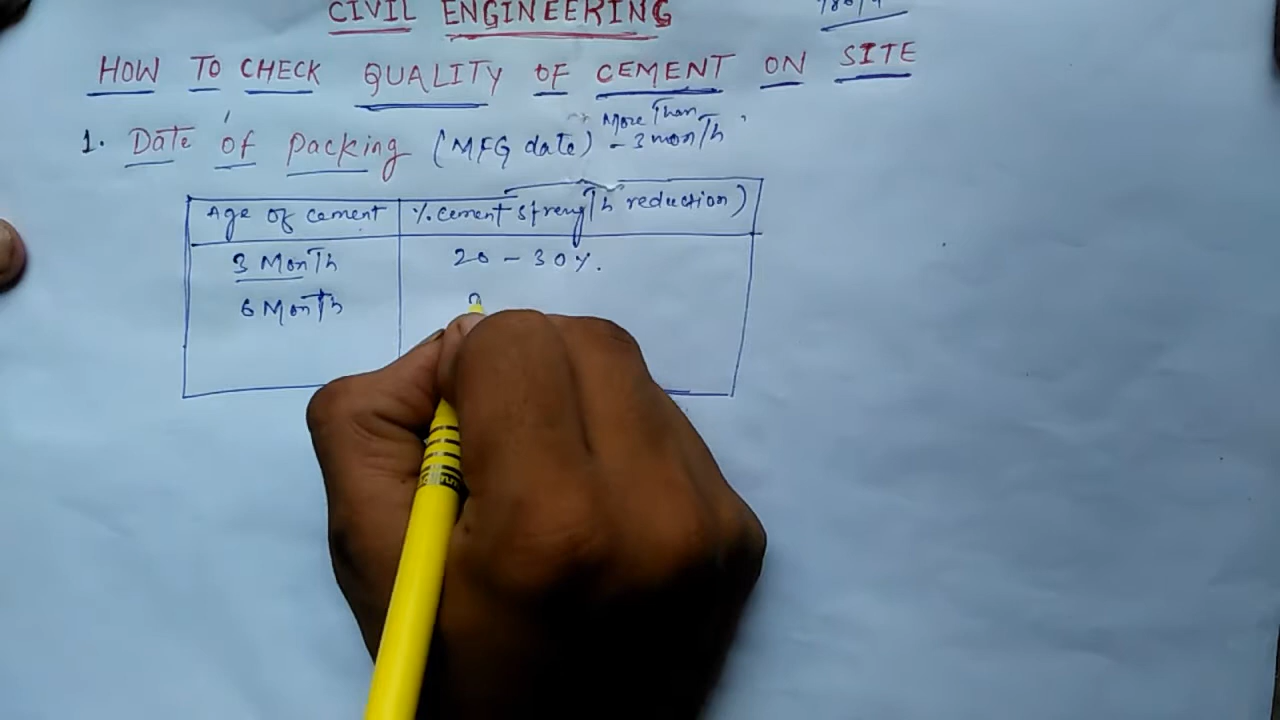 CIVIL ENGINEERING
HOW TO CHECK QUALITY OF CEMENT ON SITE
More Than
1. Date of Packing (MFG date) - 3 month
Age of cement % cement strength reduction)
3 Month 20 - 30%.
6 Month